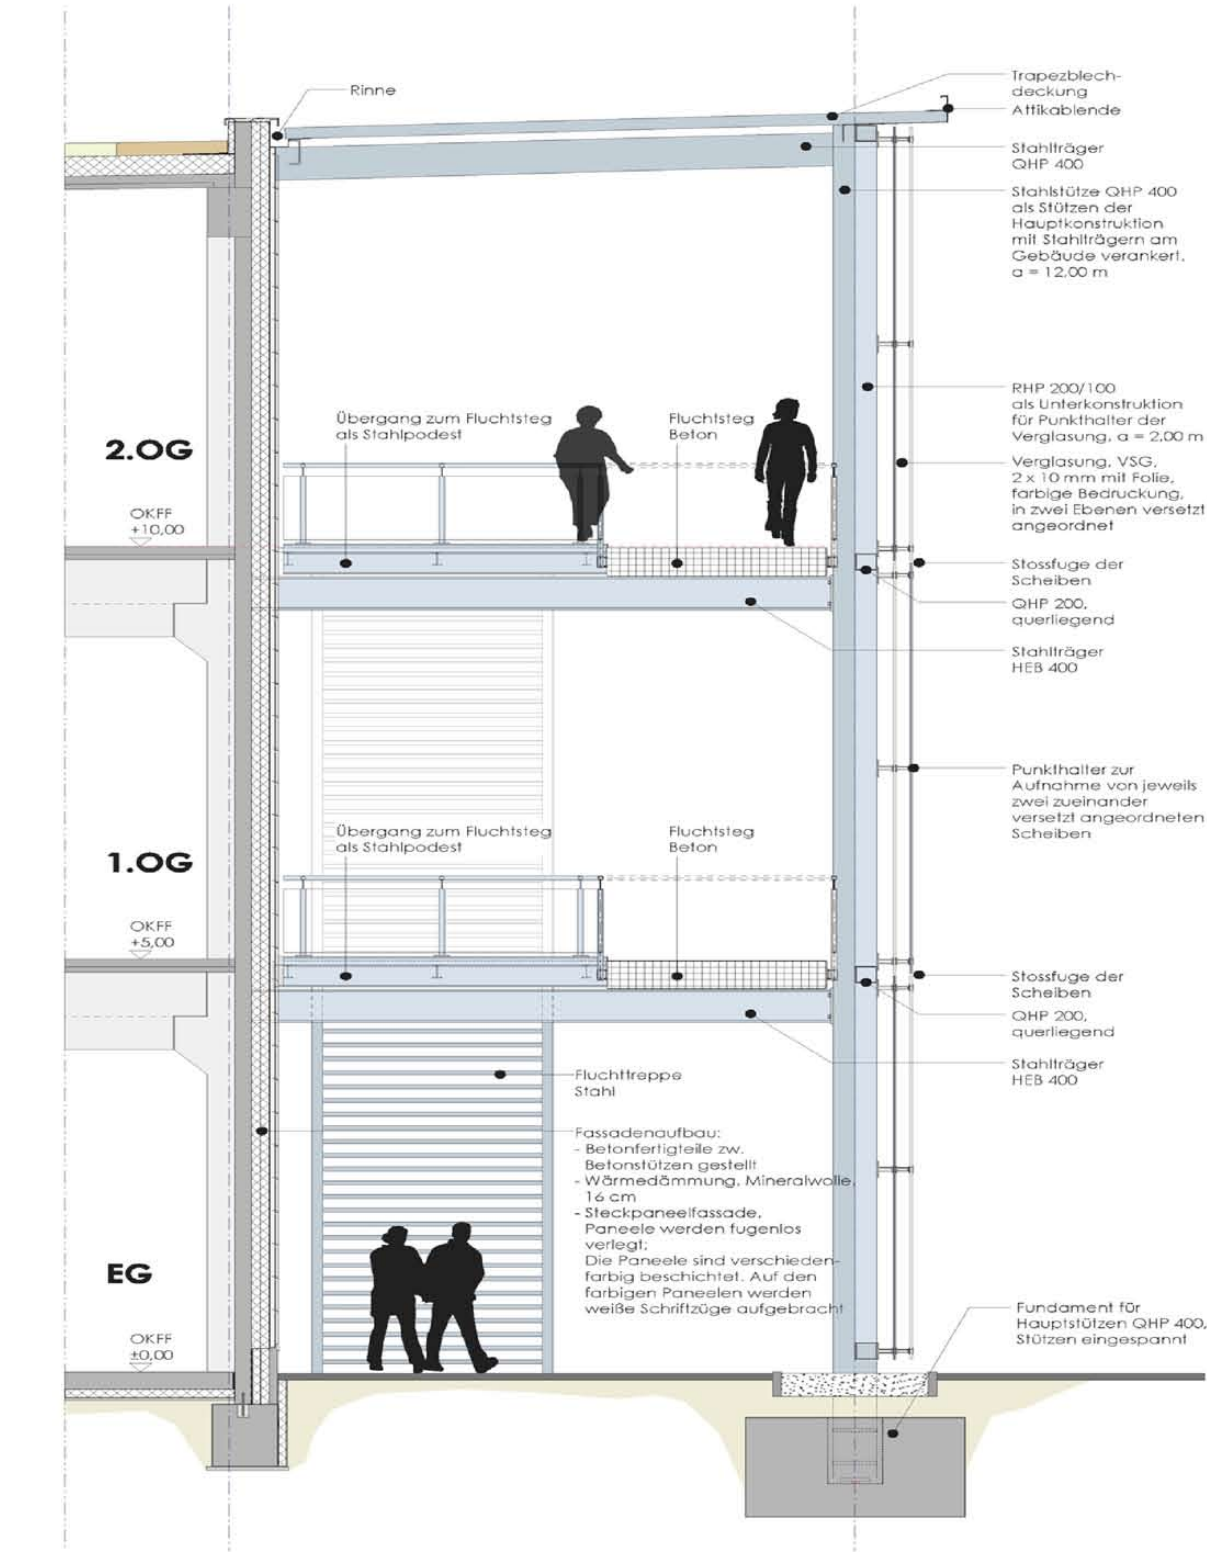 Rinne
Trapezblech-
deckung
Attikablende
Stahlträger
QHP 400
Stahlstütze QHP 400
als Stützen der
Hauptkonstruktion
mit Stahlträgern am
Gebäude verankert,
a = 12,00 m
RHP 200/100
als Unterkonstruktion
für Punkthalter der
Verglasung, a = 2,00 m
Übergang zum Fluchtsteg
als Stahlpodest
Fluchtsteg
Beton
2.OG
OKFF
+10,00
Verglasung, VSG,
2 x 10 mm mit Folie,
farbige Bedruckung,
in zwei Ebenen versetzt
angeordnet
Stossfuge der
Scheiben
QHP 200,
querliegend
Stahlträger
HEB 400
Punkthalter zur
Aufnahme von jeweils
zwei zueinander
versetzt angeordneten
Scheiben
Übergang zum Fluchtsteg
als Stahlpodest
Fluchtsteg
Beton
1.OG
OKFF
+5,00
Stossfuge der
Scheiben
QHP 200,
querliegend
Stahlträger
HEB 400
Fluchttreppe
Stahl
Fassadenaufbau:
- Betonfertigteile zw.
Betonstützen gestellt
- Wärmedämmung, Mineralwolle,
16 cm
- Steckpaneelfassade,
Paneele werden fugenlos
verlegt;
Die Paneele sind verschieden-
farbig beschichtet. Auf den
farbigen Paneelen werden
weiße Schriftzüge aufgebracht
EG
OKFF
±0,00
Fundament für
Hauptstützen QHP 400,
Stützen eingespannt